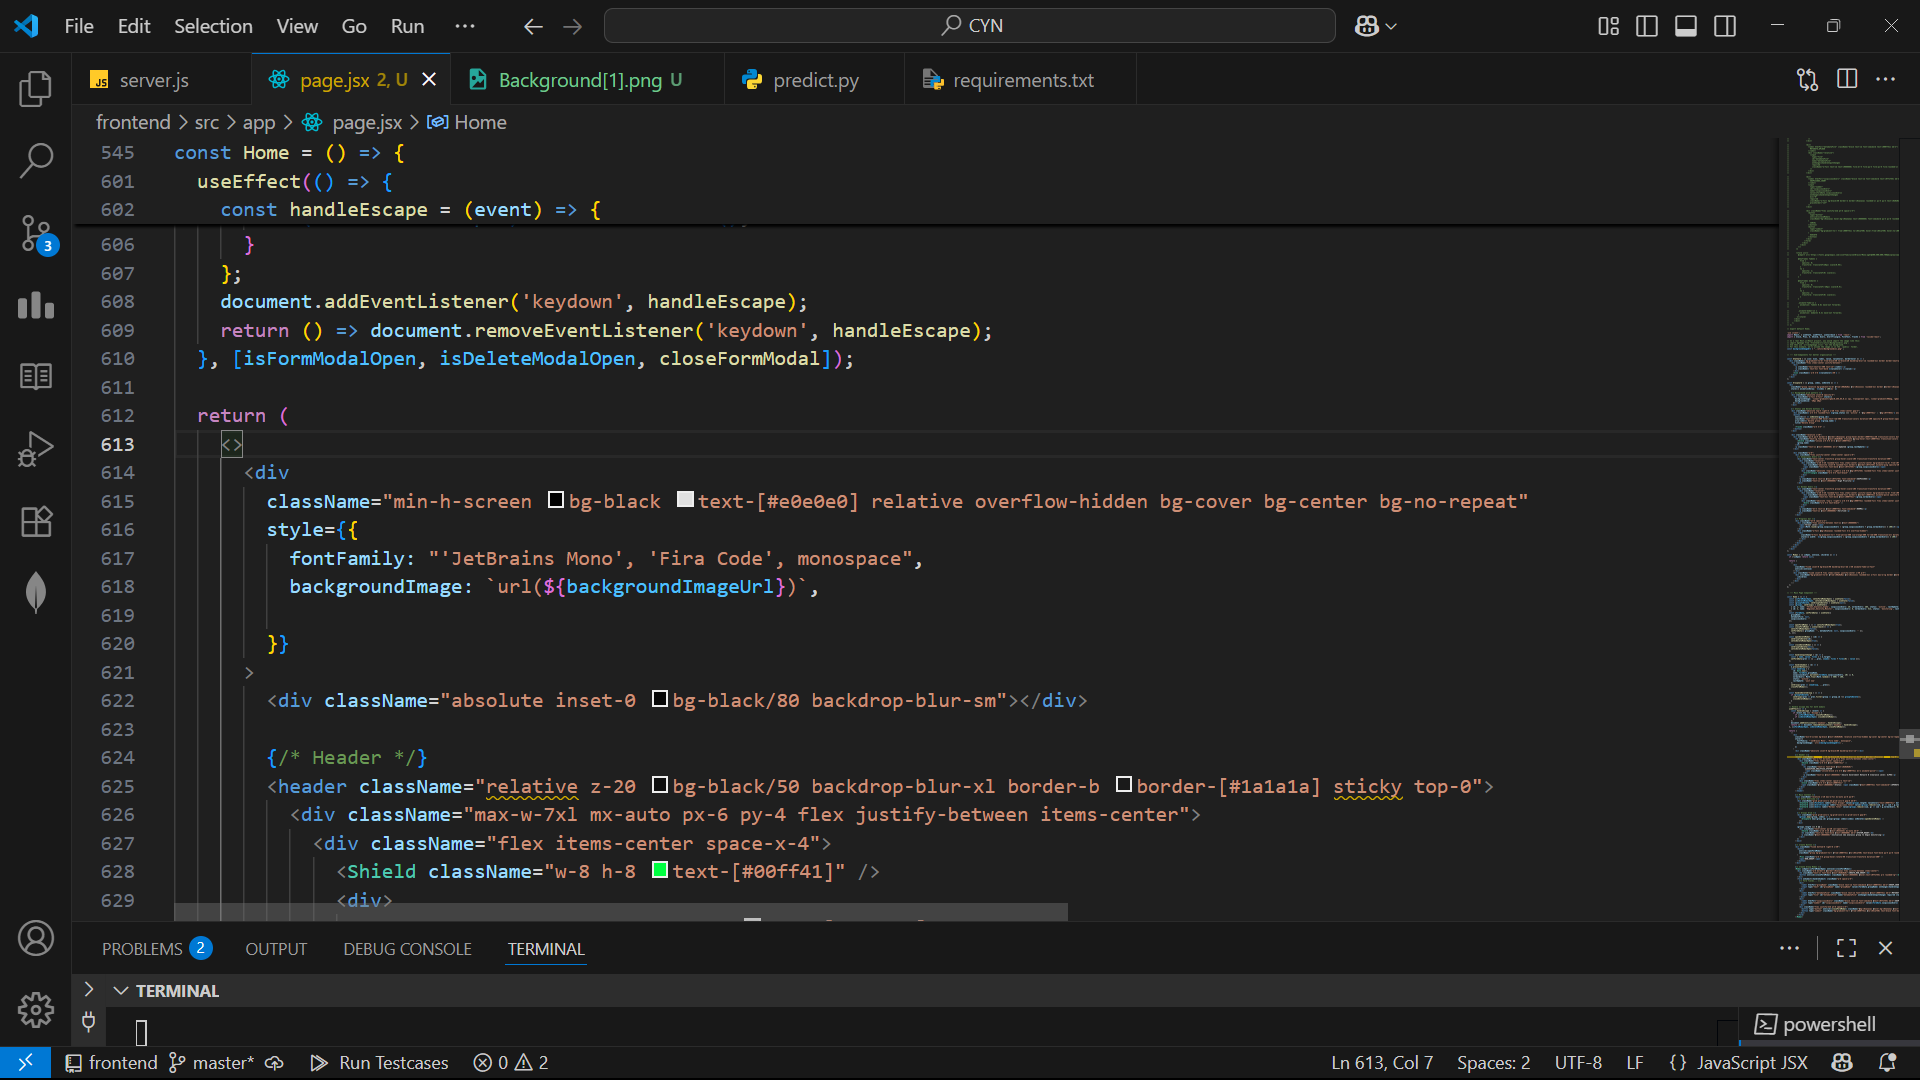 File Edit Selection View Go Run ··· CYN
server.js page.jsx 2, U Background[1].png U predict.py requirements.txt
frontend > src > app > page.jsx > Home
545 const Home = () => {
601 useEffect(() => {
602 const handleEscape = (event) => {
606 }
607 };
608 document.addEventListener('keydown', handleEscape);
609 return () => document.removeEventListener('keydown', handleEscape);
610 }, [isFormModalOpen, isDeleteModalOpen, closeFormModal]);
611
612 return (
613 <>
614 <div
615 className="min-h-screen bg-black text-[#e0e0e0] relative overflow-hidden bg-cover bg-center bg-no-repeat"
616 style={{
617 fontFamily: "'JetBrains Mono', 'Fira Code', monospace",
618 backgroundImage: `url(${backgroundImageUrl})`,
619
620 }}
621 >
622 <div className="absolute inset-0 bg-black/80 backdrop-blur-sm"></div>
623
624 {/* Header */}
625 <header className="relative z-20 bg-black/50 backdrop-blur-xl border-b border-[#1a1a1a] sticky top-0">
626 <div className="max-w-7xl mx-auto px-6 py-4 flex justify-between items-center">
627 <div className="flex items-center space-x-4">
628 <Shield className="w-8 h-8 text-[#00ff41]" />
629 <div>
3
PROBLEMS 2 OUTPUT DEBUG CONSOLE TERMINAL
TERMINAL
powershell
frontend master* Run Testcases 0 2 Ln 613, Col 7 Spaces: 2 UTF-8 LF {} JavaScript JSX